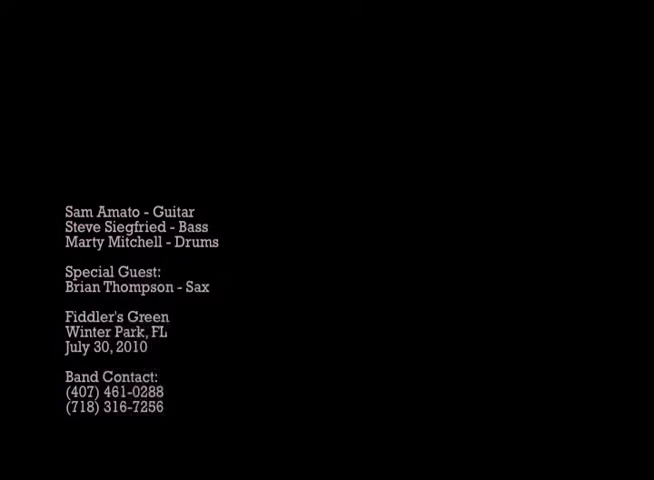 Sam Amato - Guitar
Steve Siegfried - Bass
Marty Mitchell - Drums
Special Guest:
Brian Thompson - Sax
Fiddler's Green
Winter Park, FL
July 30, 2010
Band Contact:
(407) 461-0288
(718) 316-7256